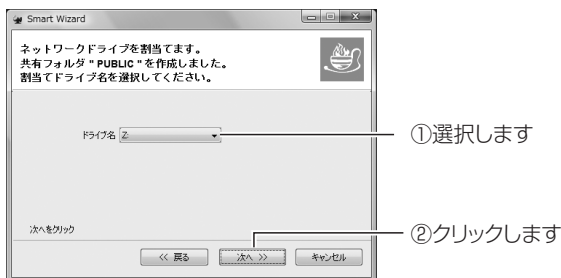 Smart Wizard
ネットワークドライブを割当てます。
共有フォルダ " PUBLIC " を作成しました。
割当てドライブ名を選択してください。
ドライブ名 Z:
①選択します
次へをクリック
②クリックします
<< 戻る 次へ >> キャンセル